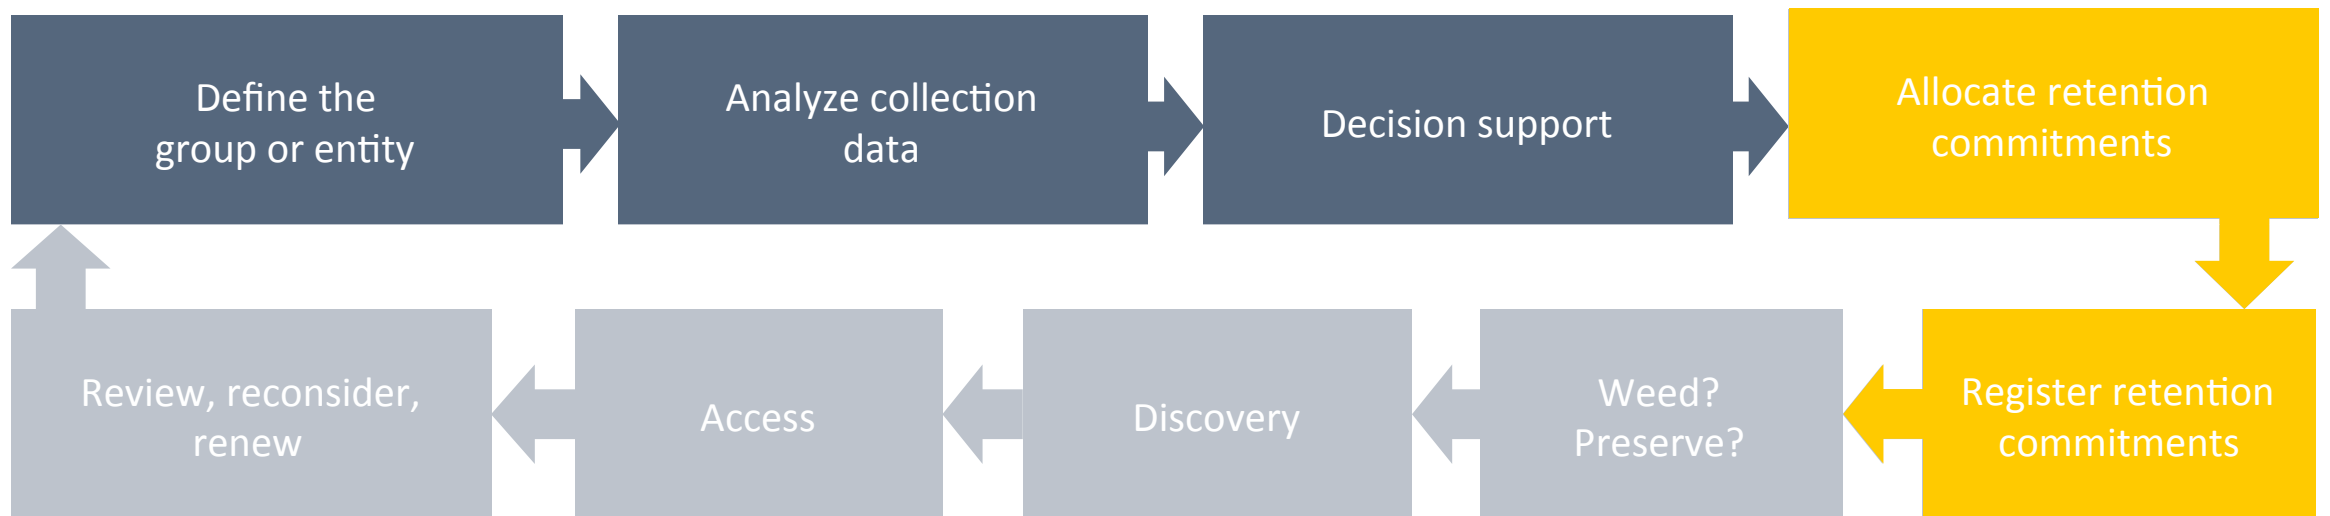 Define the
group or entity
Analyze collection
data
Decision support
Allocate retention
commitments
Register retention
commitments
Weed?
Preserve?
Discovery
Access
Review, reconsider,
renew